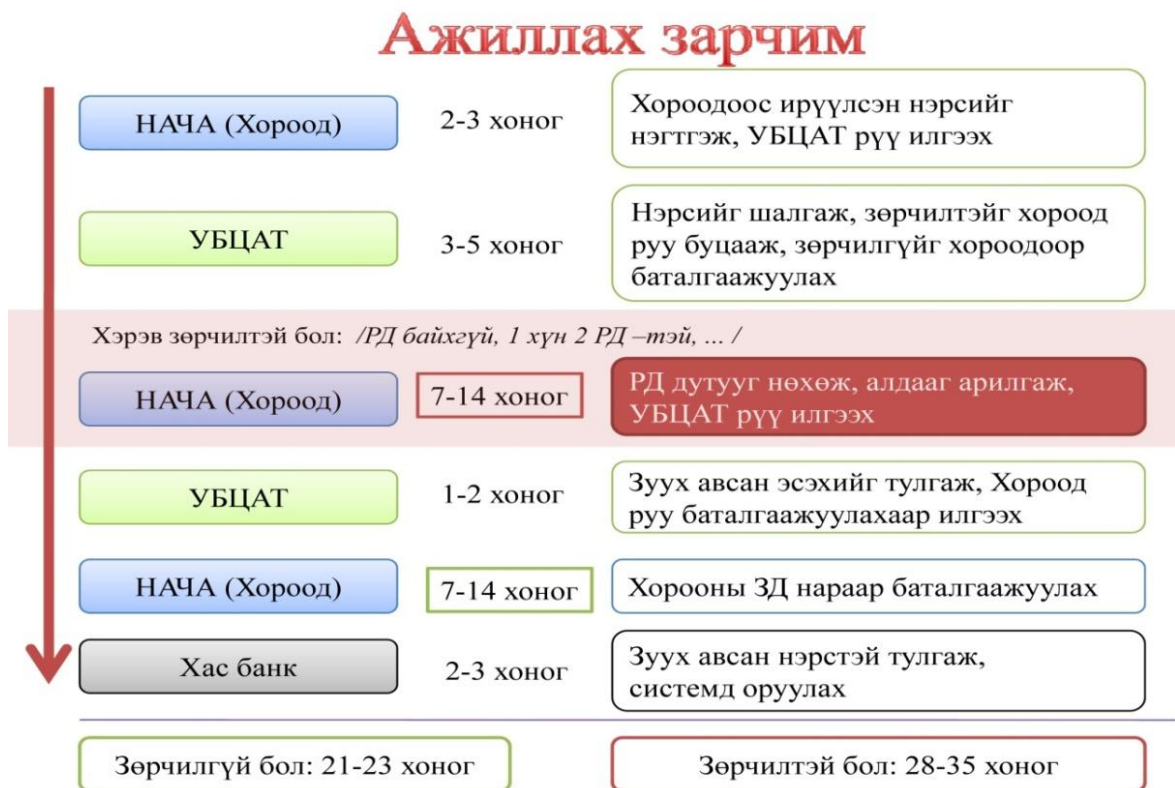 Ажиллах зарчим
НАЧА (Хороод)
2-3 хоног
Хороодоос ирүүлсэн нэрсийг
нэгтгэж, УБЦАТ рүү илгээх
УБЦАТ
3-5 хоног
Нэрсийг шалгаж, зөрчилтэйг хороод
руу буцааж, зөрчилгүйг хороодоор
баталгаажуулах
Хэрэв зөрчилтэй бол: /РД байхгүй, 1 хүн 2 РД –тэй, ... /
НАЧА (Хороод)
7-14 хоног
РД дутууг нөхөж, алдааг арилгаж,
УБЦАТ рүү илгээх
УБЦАТ
1-2 хоног
Зуух авсан эсэхийг тулгаж, Хороод
руу баталгаажуулахаар илгээх
НАЧА (Хороод)
7-14 хоног
Хорооны ЗД нараар баталгаажуулах
Хас банк
2-3 хоног
Зуух авсан нэрстэй тулгаж,
системд оруулах
Зөрчилгүй бол: 21-23 хоног
Зөрчилтэй бол: 28-35 хоног